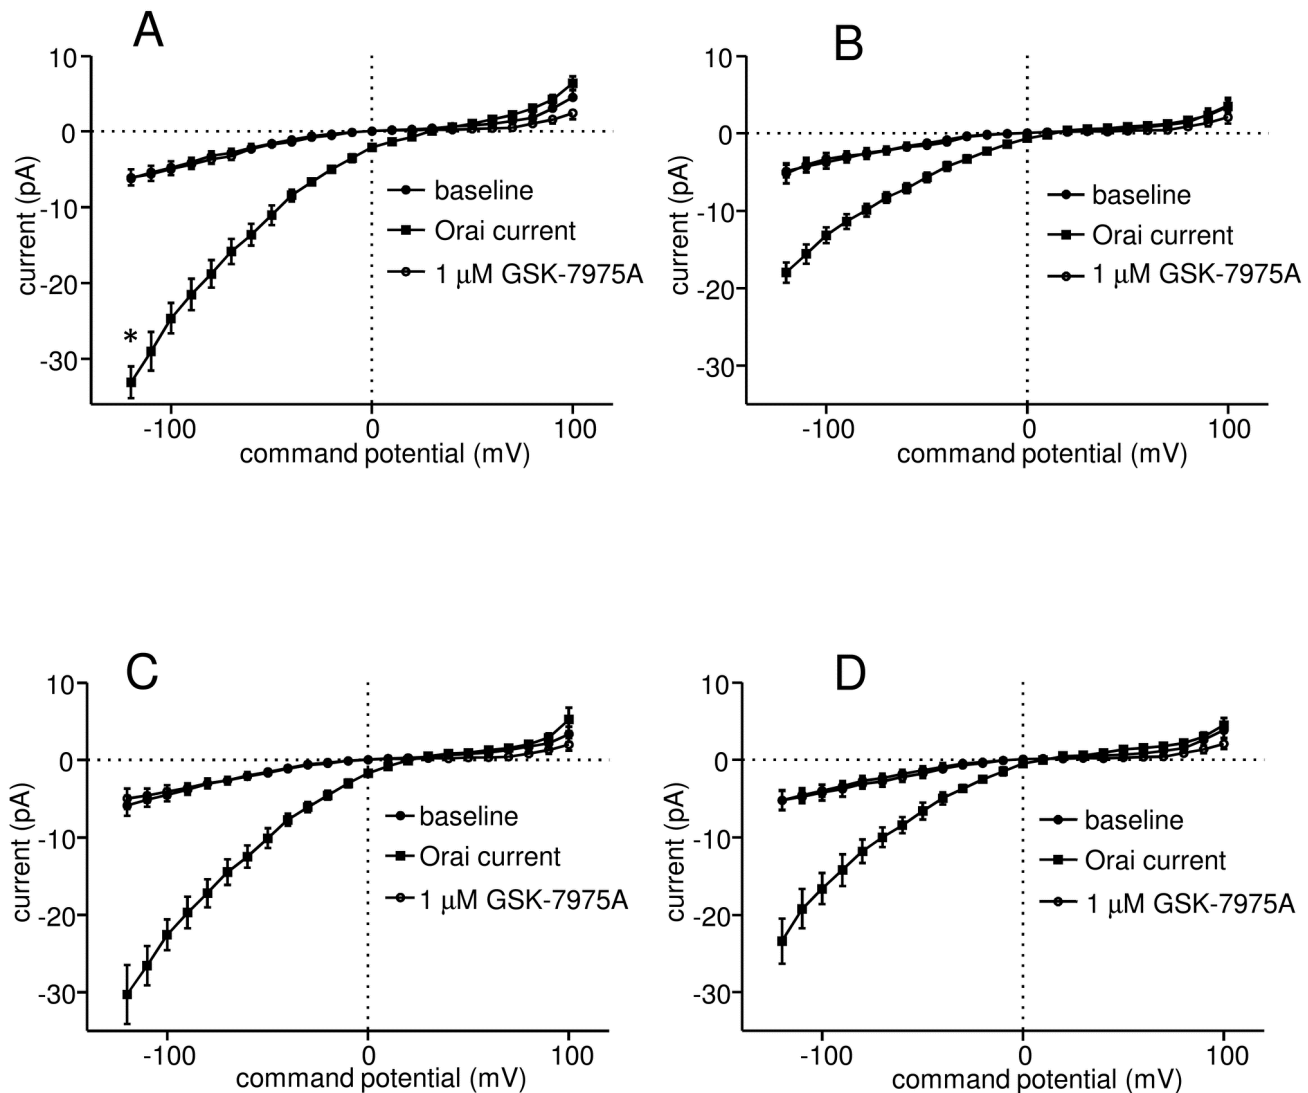 A
10
0
-10
-20
-30
current (pA)
*
baseline
Orai current
1 μM GSK-7975A
-100
0
100
command potential (mV)
B
10
0
-10
-20
-30
current (pA)
baseline
Orai current
1 μM GSK-7975A
-100
0
100
command potential (mV)
C
10
0
-10
-20
-30
current (pA)
baseline
Orai current
1 μM GSK-7975A
-100
0
100
command potential (mV)
D
10
0
-10
-20
-30
current (pA)
baseline
Orai current
1 μM GSK-7975A
-100
0
100
command potential (mV)